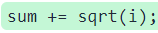 sum += sqrt(i);